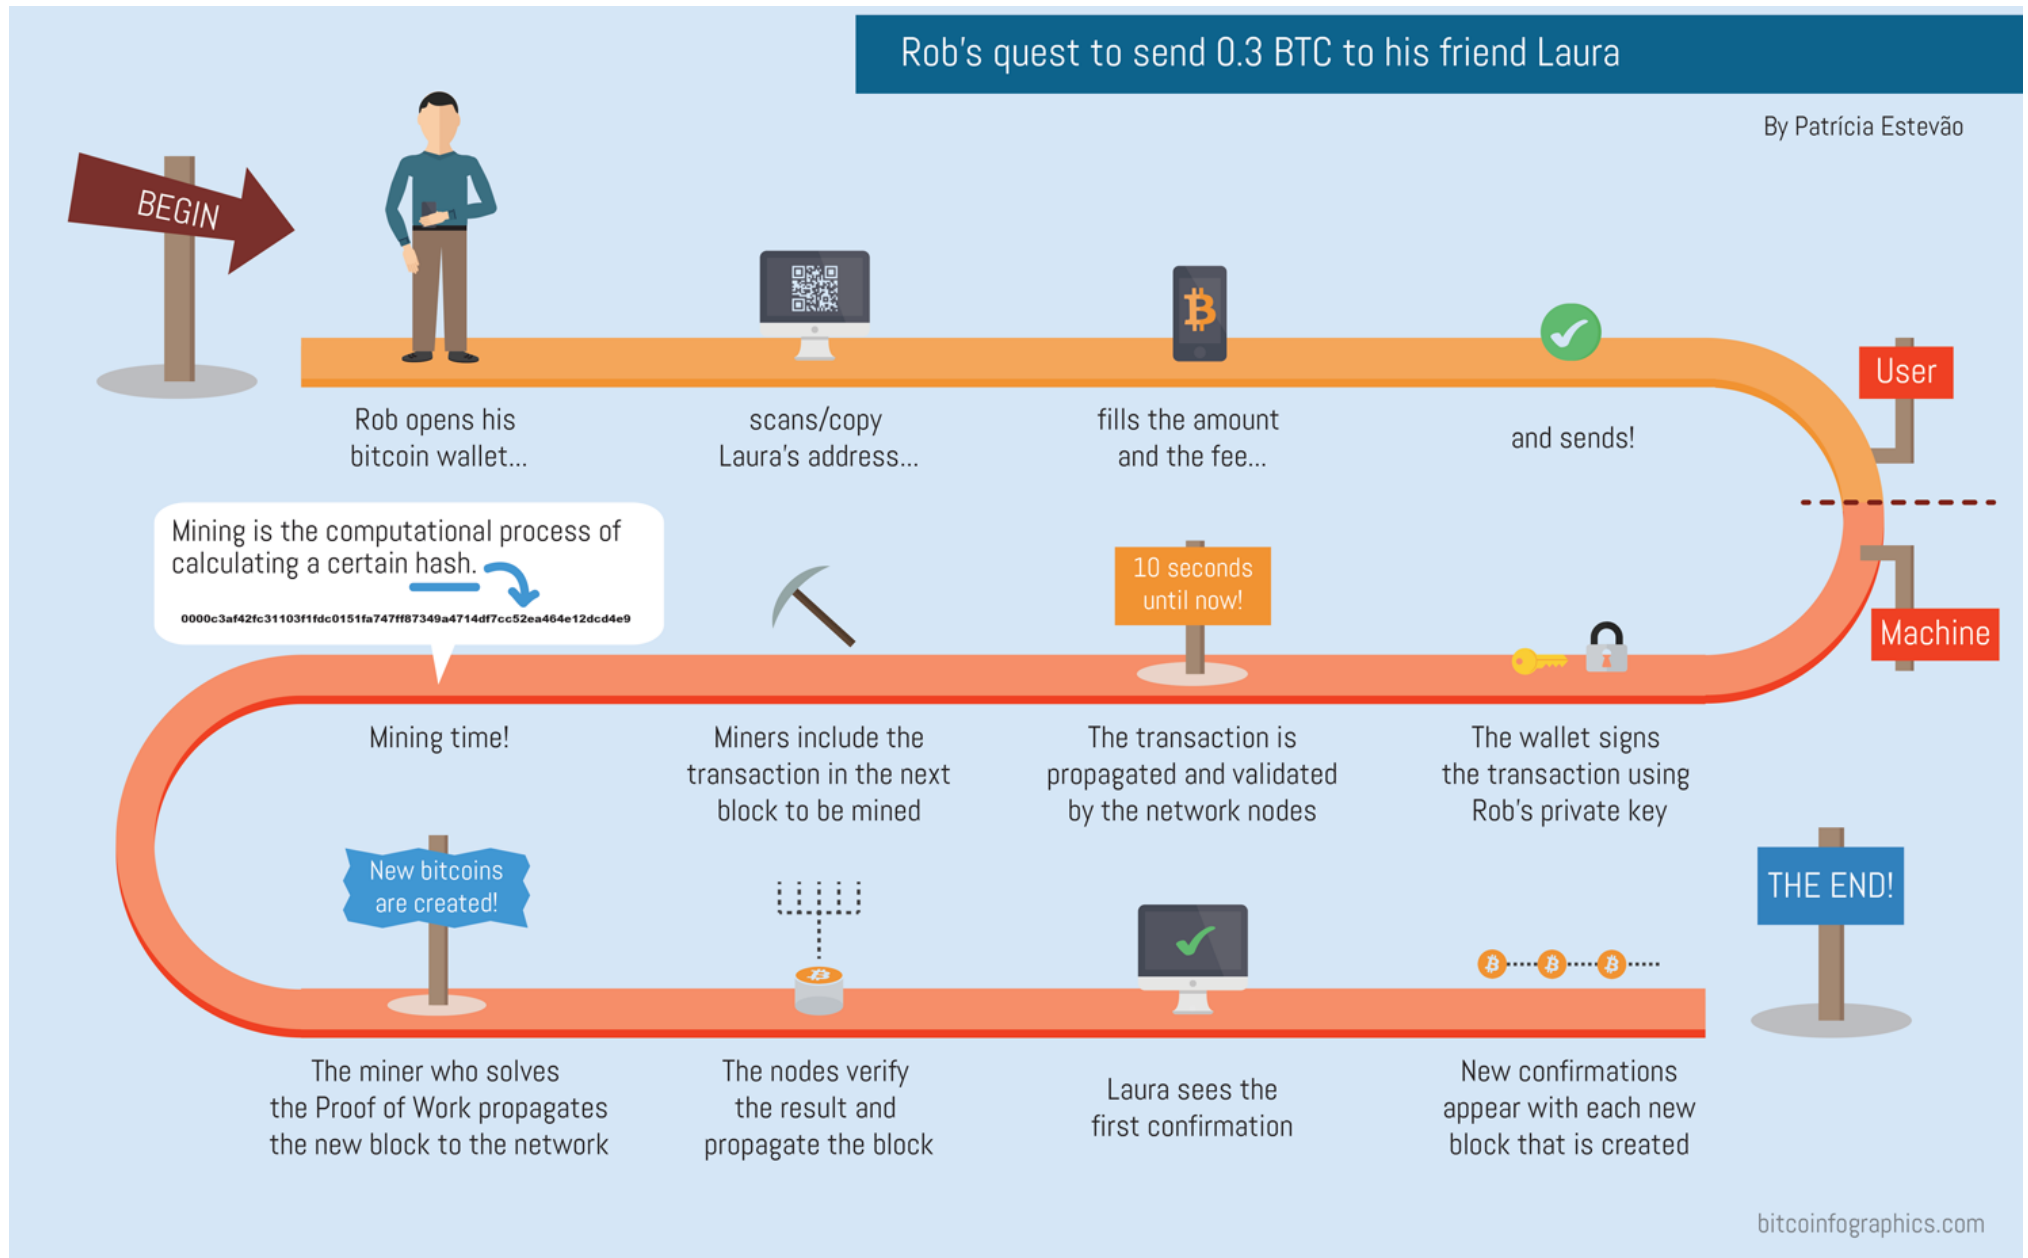 Rob's quest to send 0.3 BTC to his friend Laura
By Patrícia Estevão
BEGIN
Rob opens his
bitcoin wallet...
scans/copy
Laura's address...
fills the amount
and the fee...
and sends!
User
Machine
The wallet signs
the transaction using
Rob's private key
10 seconds
until now!
The transaction is
propagated and validated
by the network nodes
Miners include the
transaction in the next
block to be mined
Mining is the computational process of
calculating a certain hash.
0000c3af42fc31103f1fdc0151fa747ff87349a4714df7cc52ea464e12dcd4e9
Mining time!
New bitcoins
are created!
The miner who solves
the Proof of Work propagates
the new block to the network
The nodes verify
the result and
propagate the block
Laura sees the
first confirmation
New confirmations
appear with each new
block that is created
THE END!
bitcoinfographics.com